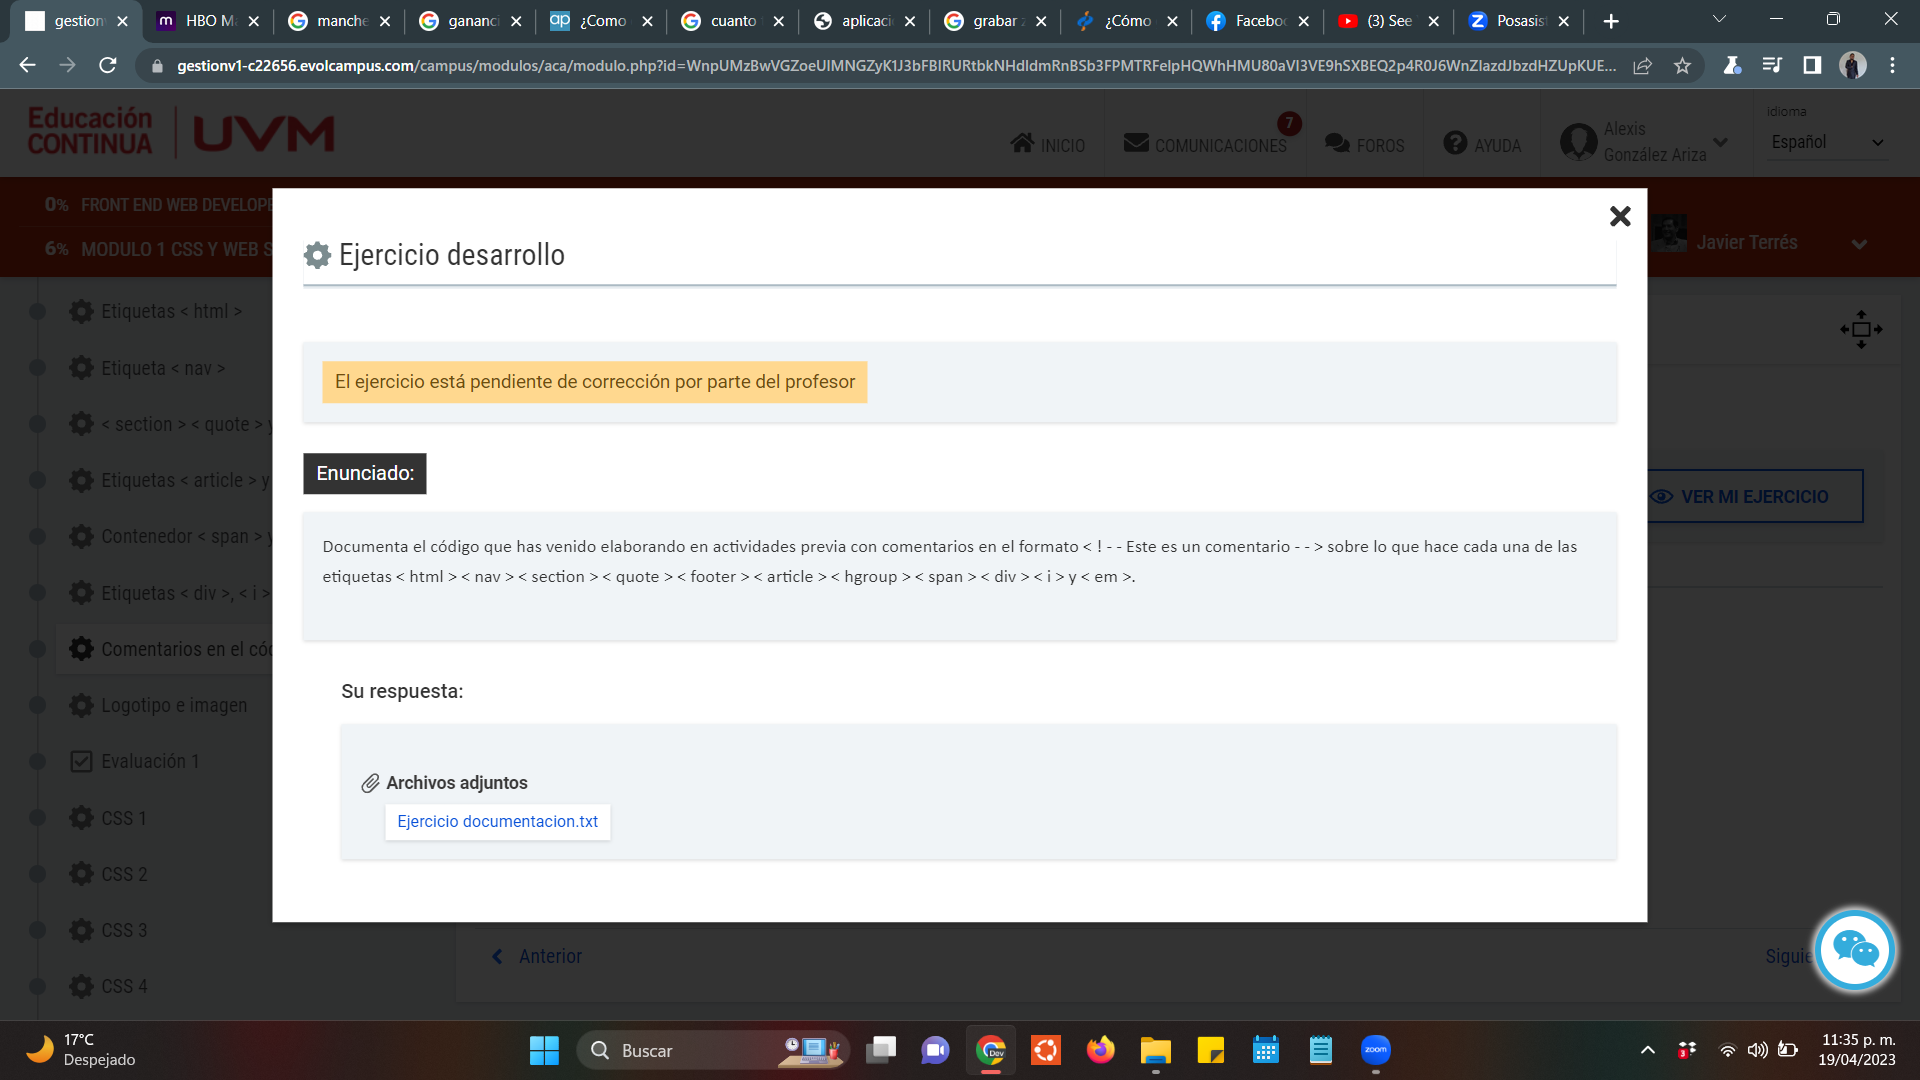 gestion
HBO M
manche
gananci
¿Como
cuanto
aplicaci
grabar
¿Cómo
Facebo
(3) See
Posasis
gestionv1-c22656.evolcampus.com/campus/modulos/aca/modulo.php?id=
Educación
CONTINUA
UVM
INICIO
COMUNICACIONES
7
FOROS
AYUDA
Alexis
González Ariza
idioma
Español
0% FRONT END WEB DEVELOPE
6% MODULO 1 CSS Y WEB S
Javier Terrés
Ejercicio desarrollo
El ejercicio está pendiente de corrección por parte del profesor
Enunciado:
Documenta el código que has venido elaborando en actividades previa con comentarios en el formato < ! - - Este es un comentario - - > sobre lo que hace cada una de las
etiquetas < html > < nav > < section > < quote > < footer > < article > < hgroup > < span > < div > < i > y < em >.
Su respuesta:
Archivos adjuntos
Ejercicio documentacion.txt
Etiquetas < html >
Etiqueta < nav >
< section > < quote > y
Etiquetas < article > y
Contenedor < span > y
Etiquetas < div >, < i >
Comentarios en el cód
Logotipo e imagen
Evaluación 1
CSS 1
CSS 2
CSS 3
CSS 4
VER MI EJERCICIO
Anterior
Siguie
17°C
Despejado
Buscar
Dev
zoom
3
11:35 p. m.
19/04/2023